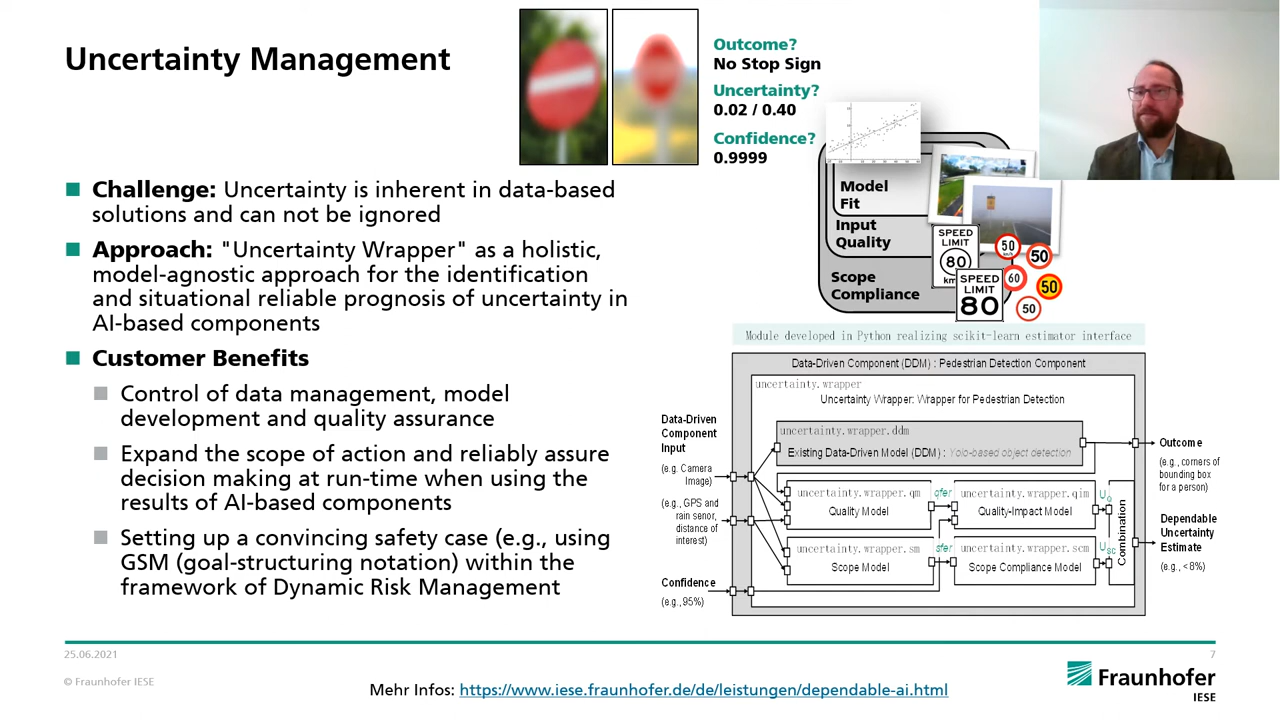 Uncertainty Management
Outcome?
No Stop Sign
Uncertainty?
0.02 / 0.40
Confidence?
0.9999
Challenge: Uncertainty is inherent in data-based
solutions and can not be ignored
Approach: "Uncertainty Wrapper" as a holistic,
model-agnostic approach for the identification
and situational reliable prognosis of uncertainty in
AI-based components
Customer Benefits
Control of data management, model
development and quality assurance
Expand the scope of action and reliably assure
decision making at run-time when using the
results of AI-based components
Setting up a convincing safety case (e.g., using
GSM (goal-structuring notation) within the
framework of Dynamic Risk Management
Model
Fit
Input
Quality
Scope
Compliance
SPEED
LIMIT
80
km
SPEED
LIMIT
80
50
50
60
50
50
Module developed in Python realizing scikit-learn estimator interface
Data-Driven Component (DDM) : Pedestrian Detection Component
uncertainty.wrapper
Uncertainty Wrapper: Wrapper for Pedestrian Detection
uncertainty.wrapper.ddm
Existing Data-Driven Model (DDM) : Yolo-based object detection
uncertainty.wrapper.qm
Quality Model
qfer
uncertainty.wrapper.qim
Quality-Impact Model
uncertainty.wrapper.sm
Scope Model
sfer
uncertainty.wrapper.scm
Scope Compliance Model
UQ
USC
Combination
Data-Driven
Component
Input
(e.g. Camera
Image)
(e.g., GPS and
rain senor,
distance of
interest)
Confidence
(e.g., 95%)
Outcome
(e.g., corners of
bounding box
for a person)
Dependable
Uncertainty
Estimate
(e.g., <8%)
25.06.2021
7
© Fraunhofer IESE
Mehr Infos: https://www.iese.fraunhofer.de/de/leistungen/dependable-ai.html
Fraunhofer
IESE